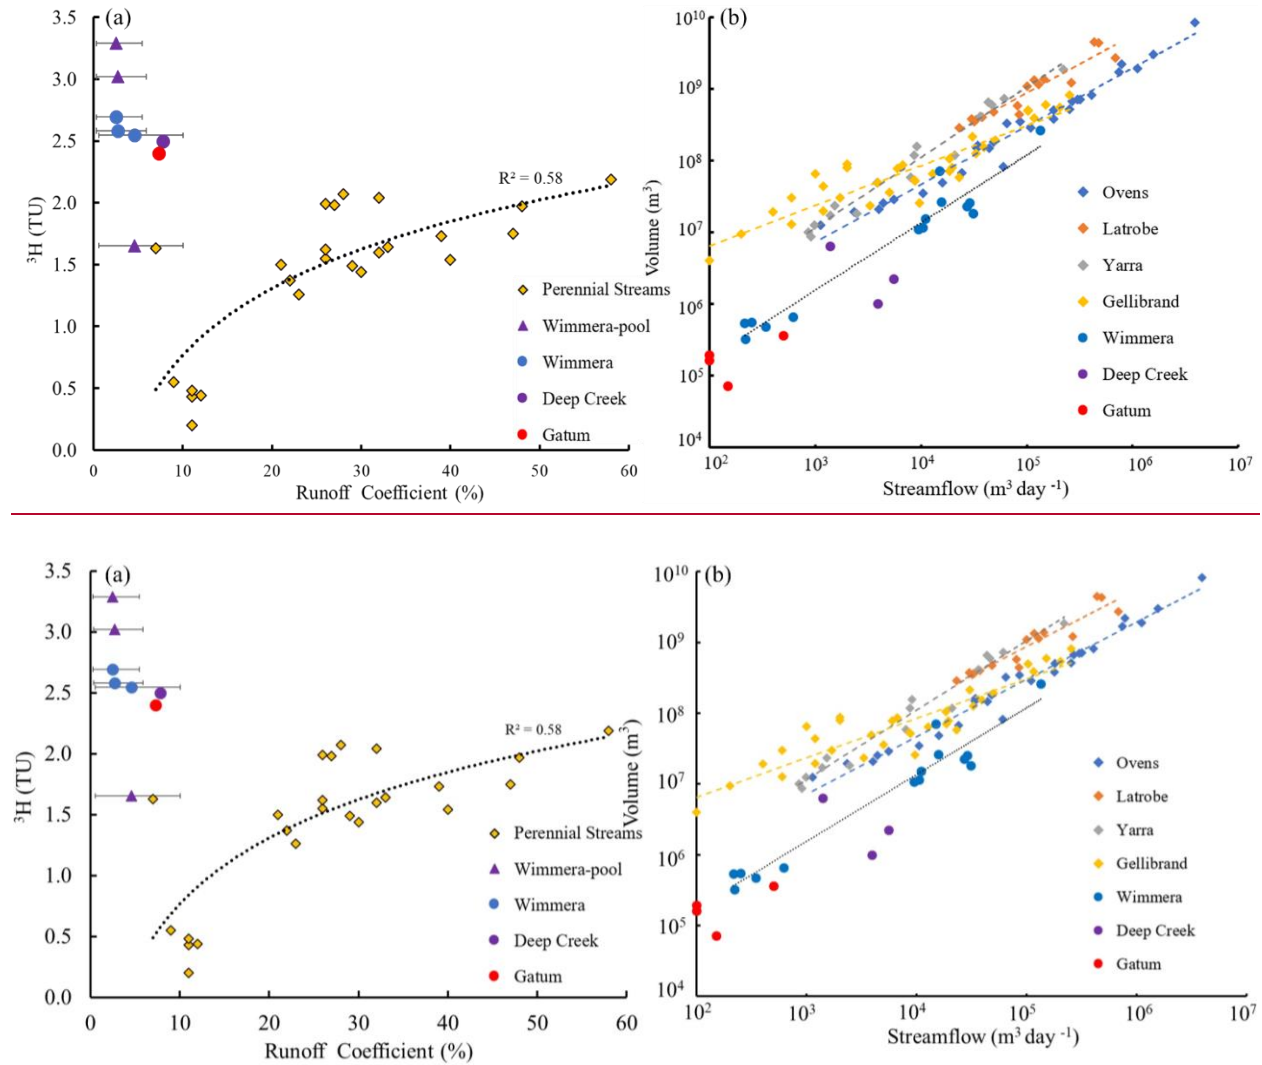 (a)
3.5
3.0
2.5
2.0
1.5
1.0
0.5
0.0
³H (TU)
R² = 0.58
Perennial Streams
Wimmera-pool
Wimmera
Deep Creek
Gatum
0 10 20 30 40 50 60
Runoff Coefficient (%)
(b)
10¹⁰
10⁹
10⁸
10⁷
10⁶
10⁵
10⁴
Volume (m³)
Ovens
Latrobe
Yarra
Gellibrand
Wimmera
Deep Creek
Gatum
10² 10³ 10⁴ 10⁵ 10⁶ 10⁷
Streamflow (m³ day ⁻¹)
(a)
3.5
3.0
2.5
2.0
1.5
1.0
0.5
0.0
³H (TU)
R² = 0.58
Perennial Streams
Wimmera-pool
Wimmera
Deep Creek
Gatum
0 10 20 30 40 50 60
Runoff Coefficient (%)
(b)
10¹⁰
10⁹
10⁸
10⁷
10⁶
10⁵
10⁴
Volume (m³)
Ovens
Latrobe
Yarra
Gellibrand
Wimmera
Deep Creek
Gatum
10² 10³ 10⁴ 10⁵ 10⁶ 10⁷
Streamflow (m³ day ⁻¹)